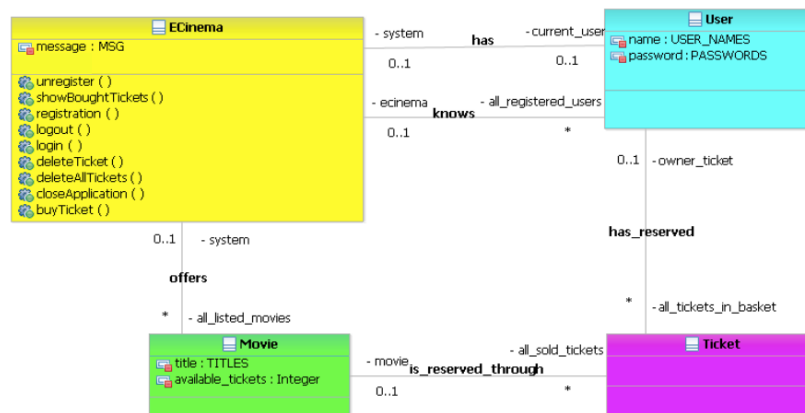 ECinema
message : MSG
unregister ( )
showBoughtTickets ( )
registration ( )
logout ( )
login ( )
deleteTicket ( )
deleteAllTickets ( )
closeApplication ( )
buyTicket ( )
- system
has
- current_user
0..1
0..1
- ecinema
knows
- all_registered_users
0..1
*
User
name : USER_NAMES
password : PASSWORDS
0..1
- owner_ticket
has_reserved
*
- all_tickets_in_basket
0..1
- system
offers
*
- all_listed_movies
Movie
title : TITLES
available_tickets : Integer
- movie
is_reserved_through
- all_sold_tickets
0..1
*
Ticket